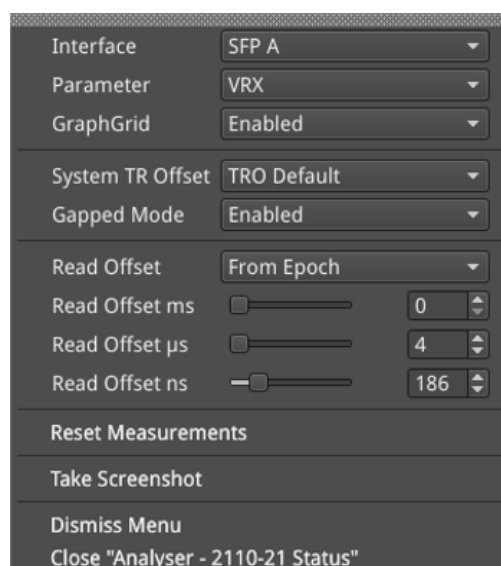 Interface SFP A
Parameter VRX
GraphGrid Enabled
System TR Offset TRO Default
Gapped Mode Enabled
Read Offset From Epoch
Read Offset ms 0
Read Offset µs 4
Read Offset ns 186
Reset Measurements
Take Screenshot
Dismiss Menu
Close "Analyser - 2110-21 Status"